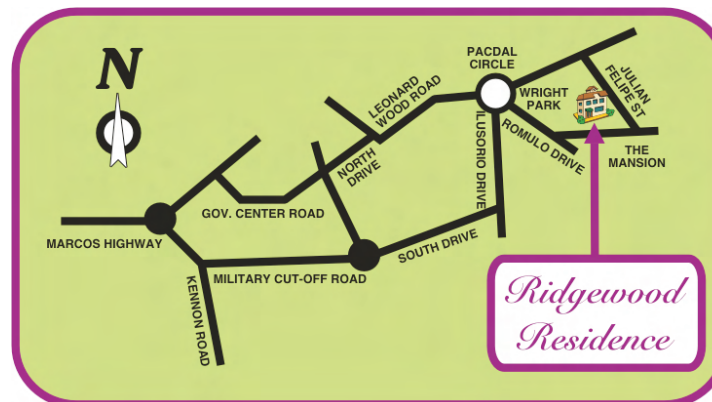 N
PACDAL
CIRCLE
LEONARD
WOOD ROAD
WRIGHT
PARK
JULIAN
FELIPE ST
ILUSORIO DRIVE
ROMULO DRIVE
THE
MANSION
NORTH
DRIVE
GOV. CENTER ROAD
MARCOS HIGHWAY
SOUTH DRIVE
MILITARY CUT-OFF ROAD
KENNON ROAD
Ridgewood
Residence